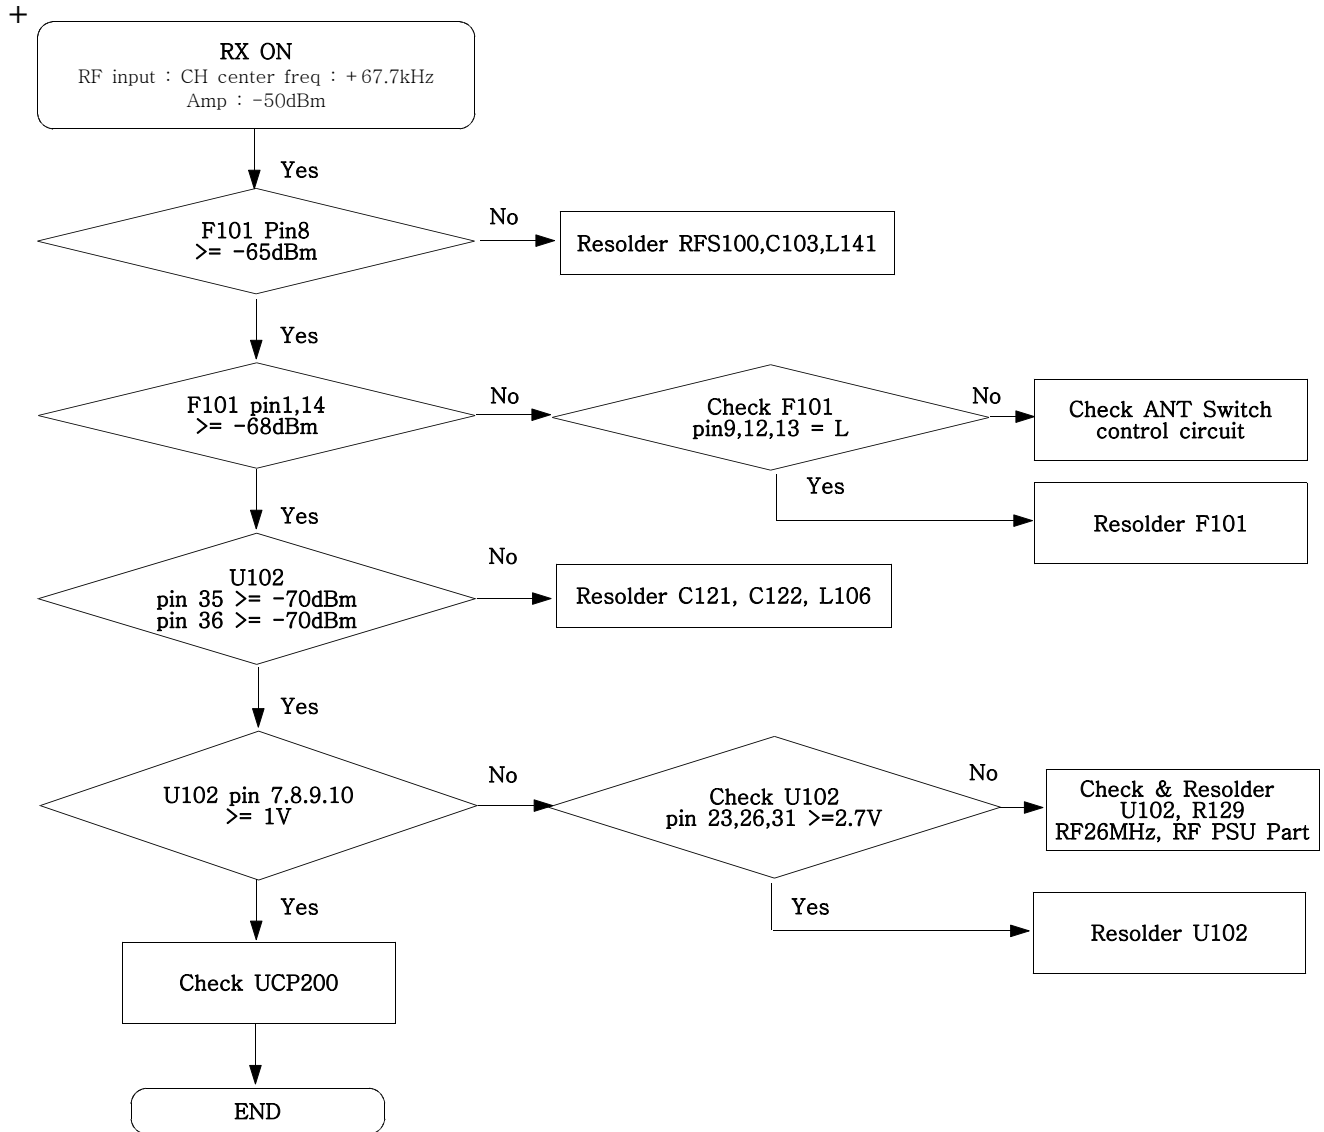 +
RX ON
RF input : CH center freq : +67.7kHz
Amp : -50dBm
Yes
F101 Pin8
>= -65dBm
No
Resolder RFS100,C103,L141
Yes
F101 pin1,14
>= -68dBm
No
Check F101
pin9,12,13 = L
No
Check ANT Switch
control circuit
Yes
Resolder F101
Yes
U102
pin 35 >= -70dBm
pin 36 >= -70dBm
No
Resolder C121, C122, L106
Yes
U102 pin 7.8.9.10
>= 1V
No
Check U102
pin 23,26,31 >=2.7V
No
Check & Resolder
U102, R129
RF26MHz, RF PSU Part
Yes
Resolder U102
Yes
Check UCP200
END